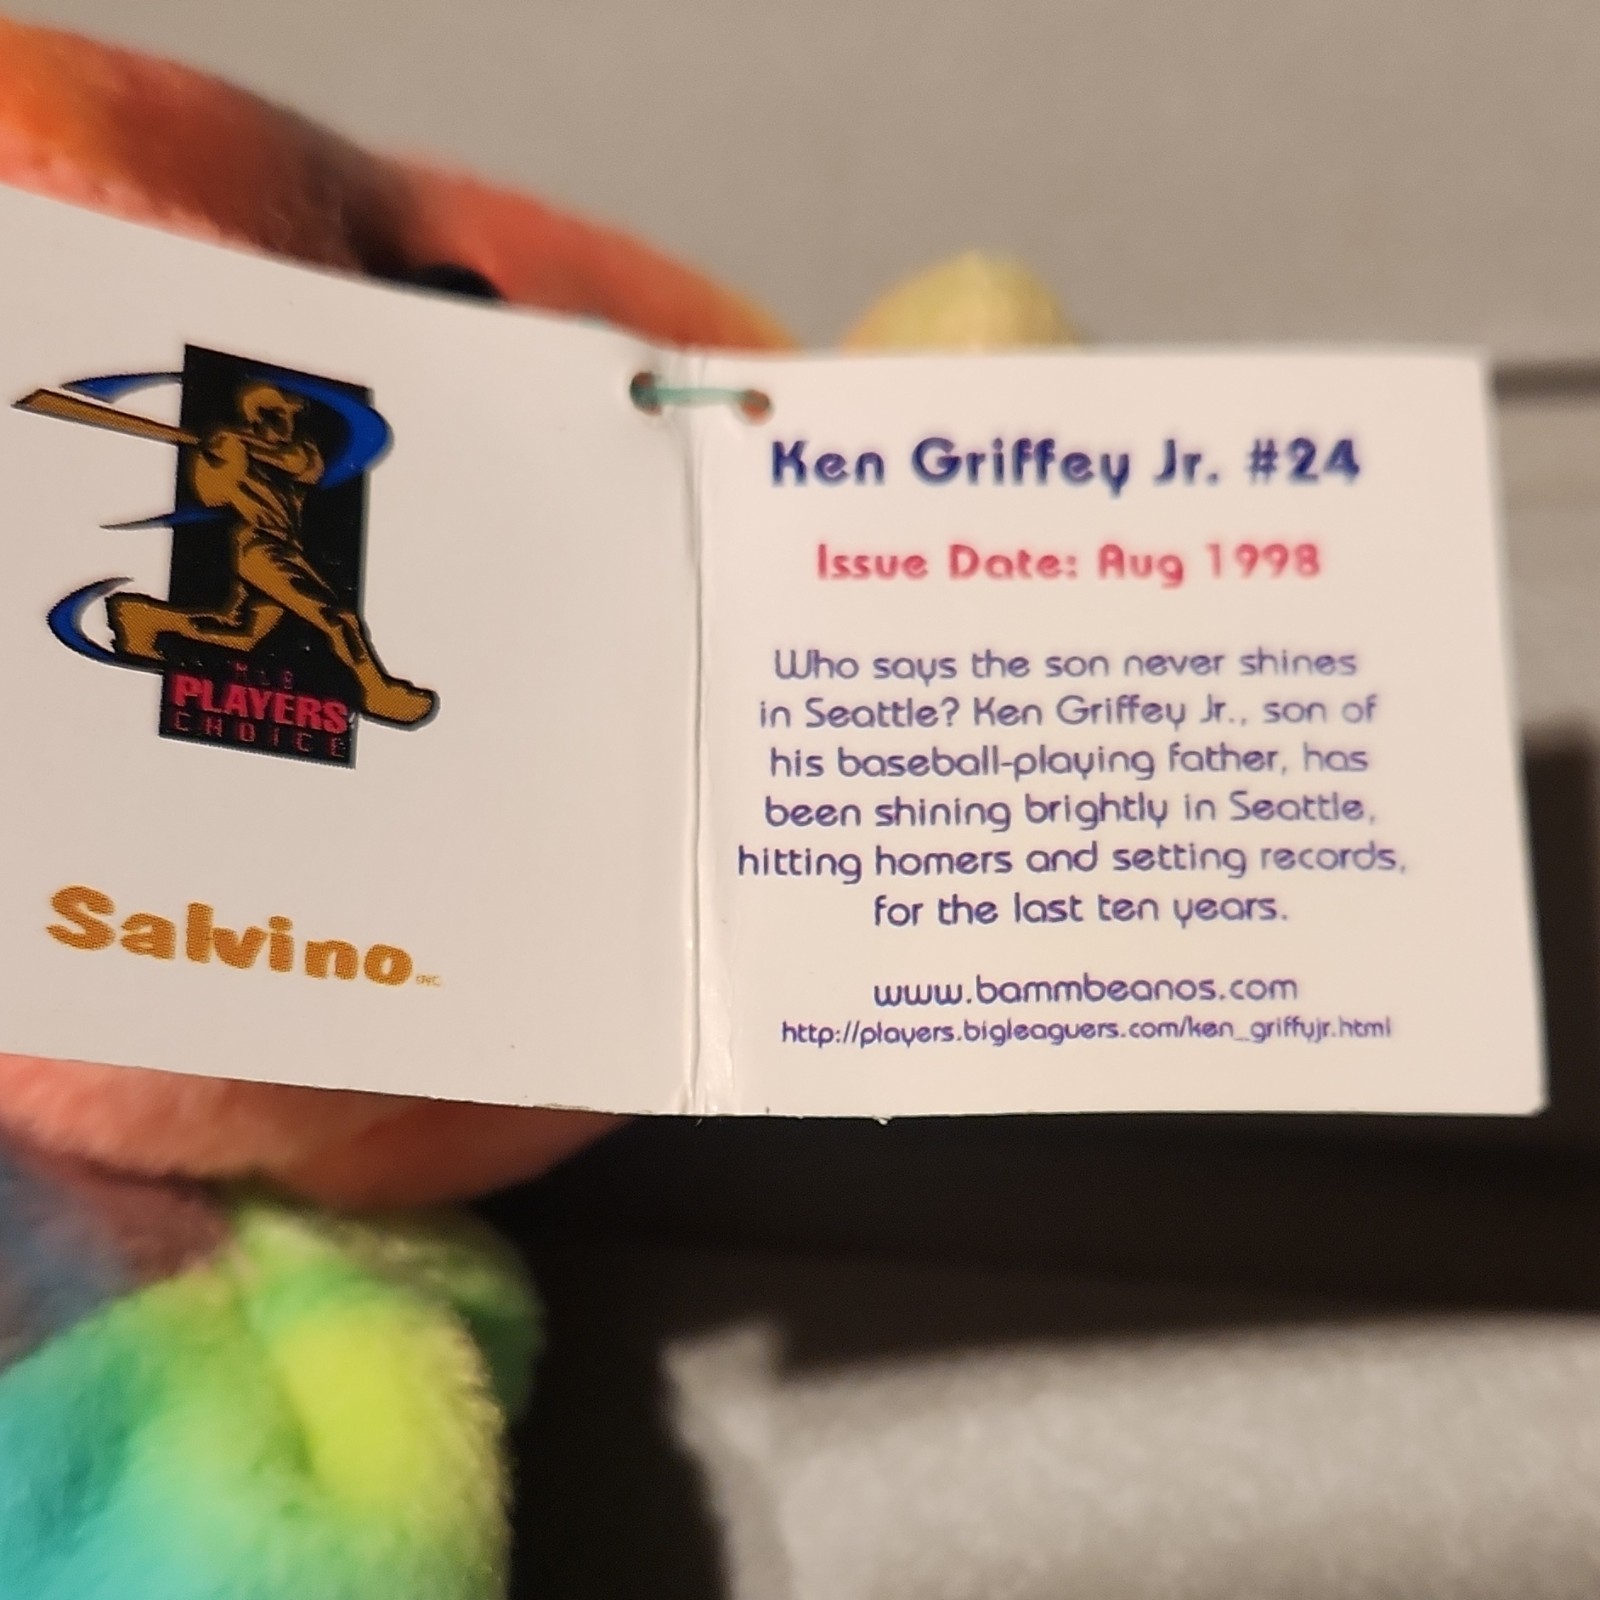 MLB
PLAYERS'
CHOICE
Salvino INC.
Ken Griffey Jr. #24
Issue Date: Aug 1998
Who says the son never shines
in Seattle? Ken Griffey Jr., son of
his baseball-playing father, has
been shining brightly in Seattle,
hitting homers and setting records,
for the last ten years.
www.bammbeanos.com
http://players.bigleaguers.com/ken_griffyjr.html